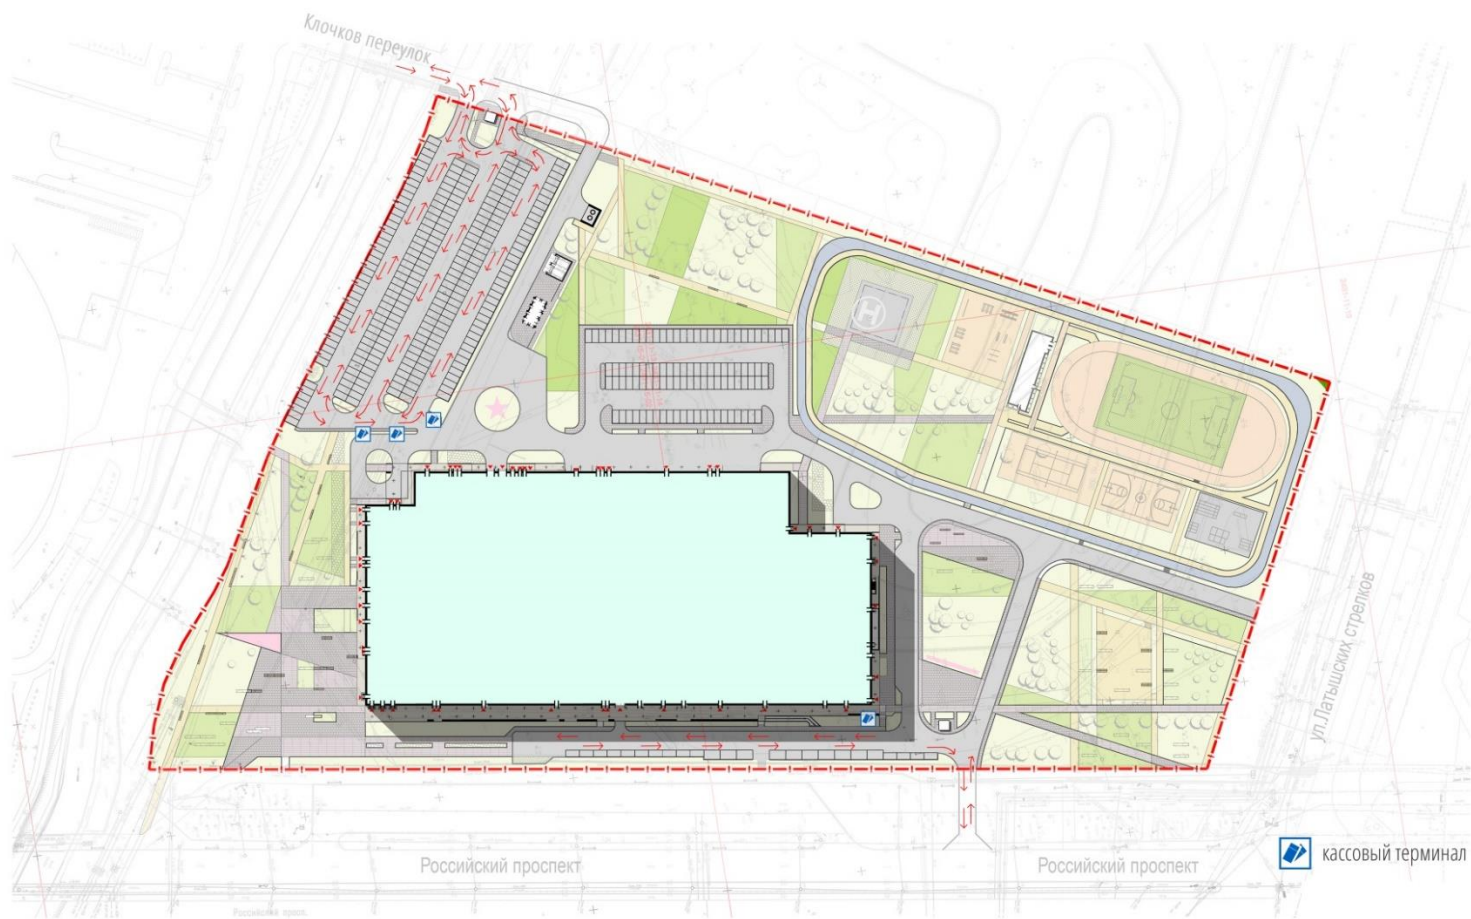 Клочков переулок
H
ул.Латышских стрелков
Российский проспект
Российский проспект
кассовый терминал